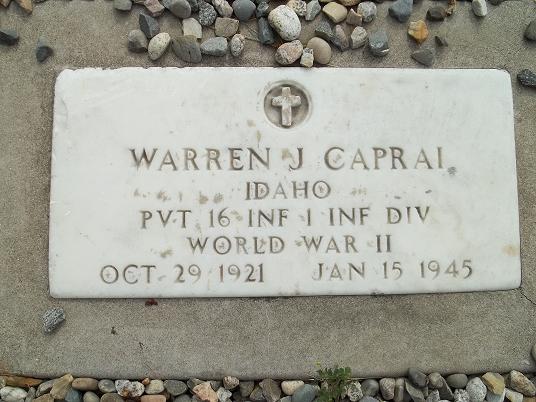 WARREN J CAPRAI
IDAHO
PVT 16 INF 1 INF DIV
WORLD WAR II
OCT 29 1921 JAN 15 1945